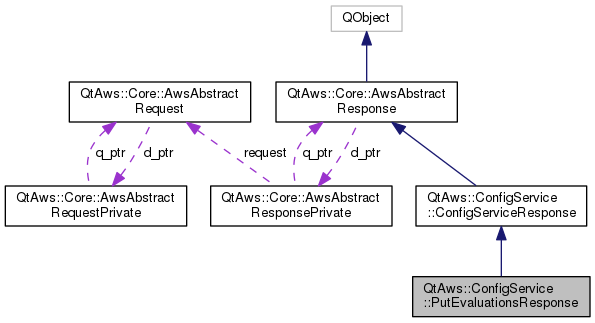 QObject
QtAws::Core::AwsAbstract
Request
QtAws::Core::AwsAbstract
Response
q_ptr
d_ptr
request
q_ptr
d_ptr
QtAws::Core::AwsAbstract
RequestPrivate
QtAws::Core::AwsAbstract
ResponsePrivate
QtAws::ConfigService
::ConfigServiceResponse
QtAws::ConfigService
::PutEvaluationsResponse